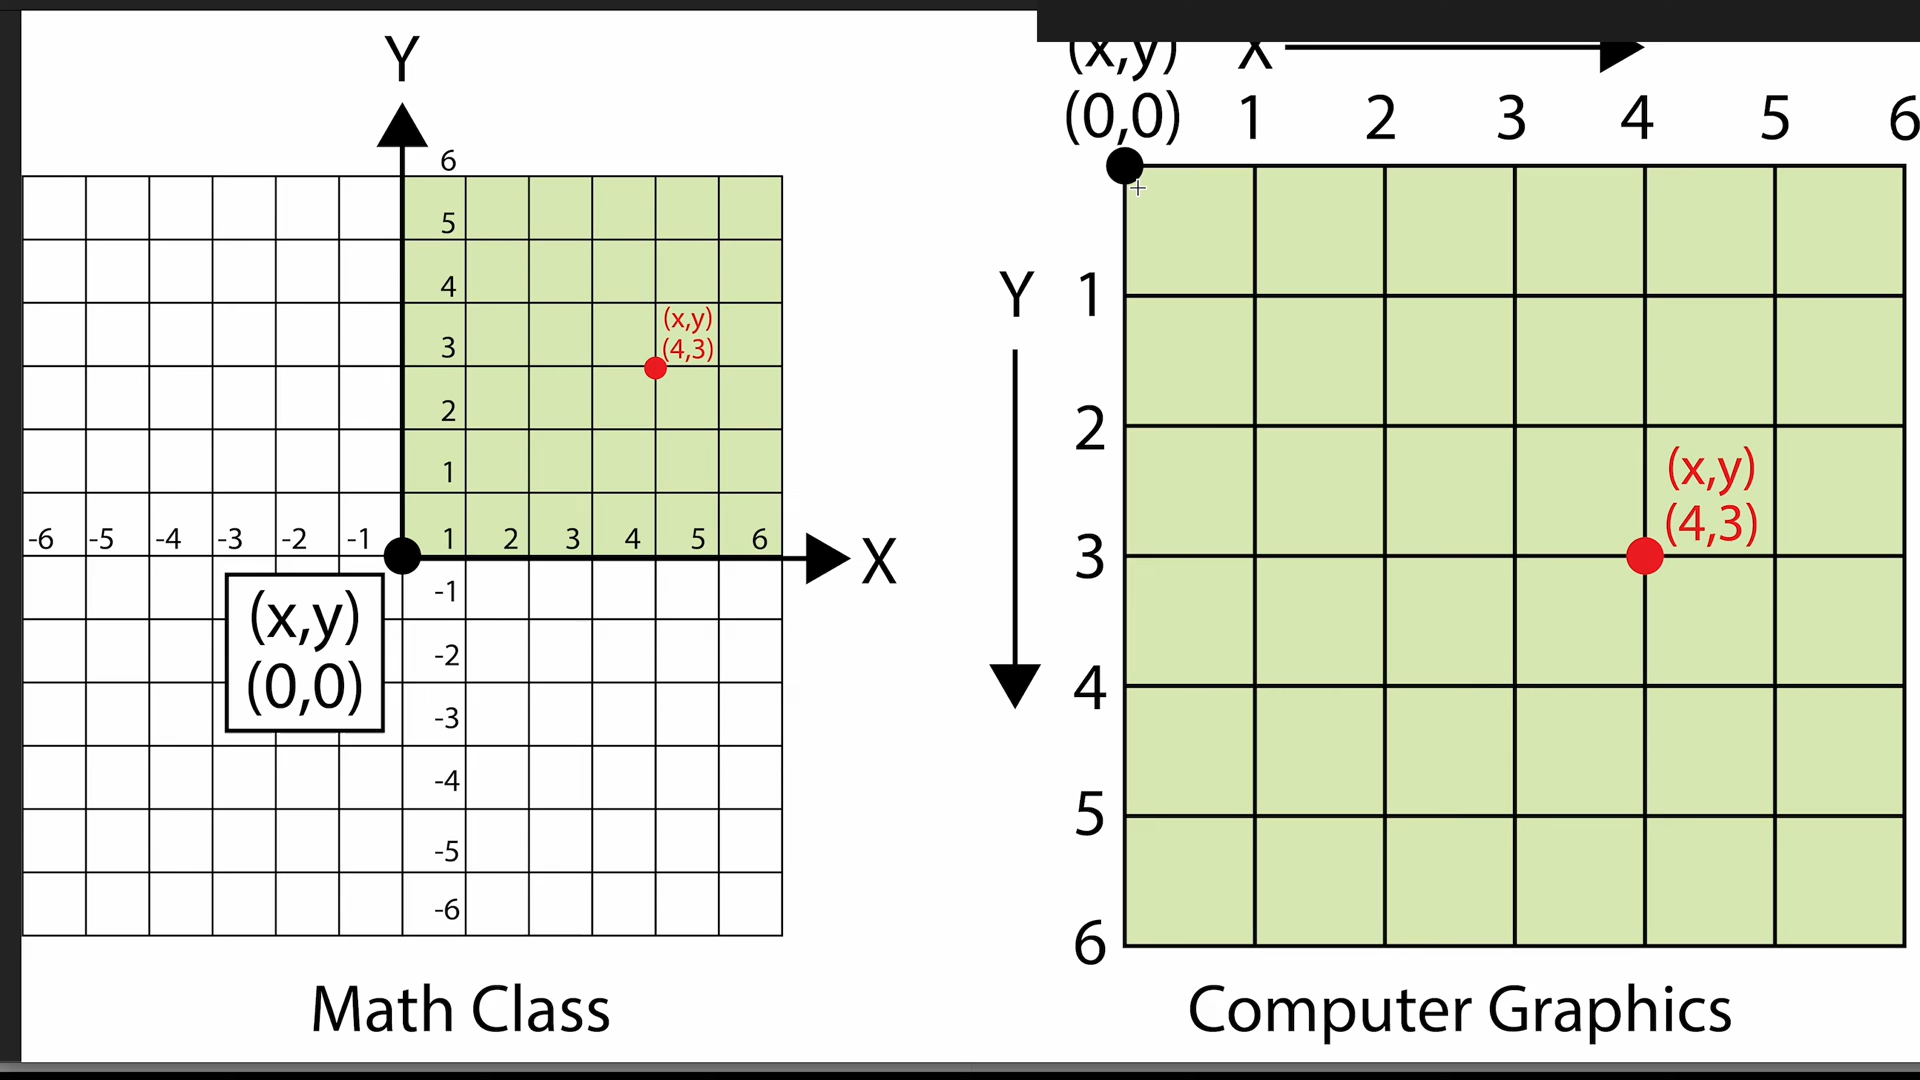 Y
6
5
4
(x,y)
3
(4,3)
2
1
-6 -5 -4 -3 -2 -1 1 2 3 4 5 6
X
(x,y)
(0,0)
-1
-2
-3
-4
-5
-6
Math Class
(x,y) X
(0,0) 1 2 3 4 5 6
Y
1
2
(x,y)
(4,3)
3
4
5
6
Computer Graphics